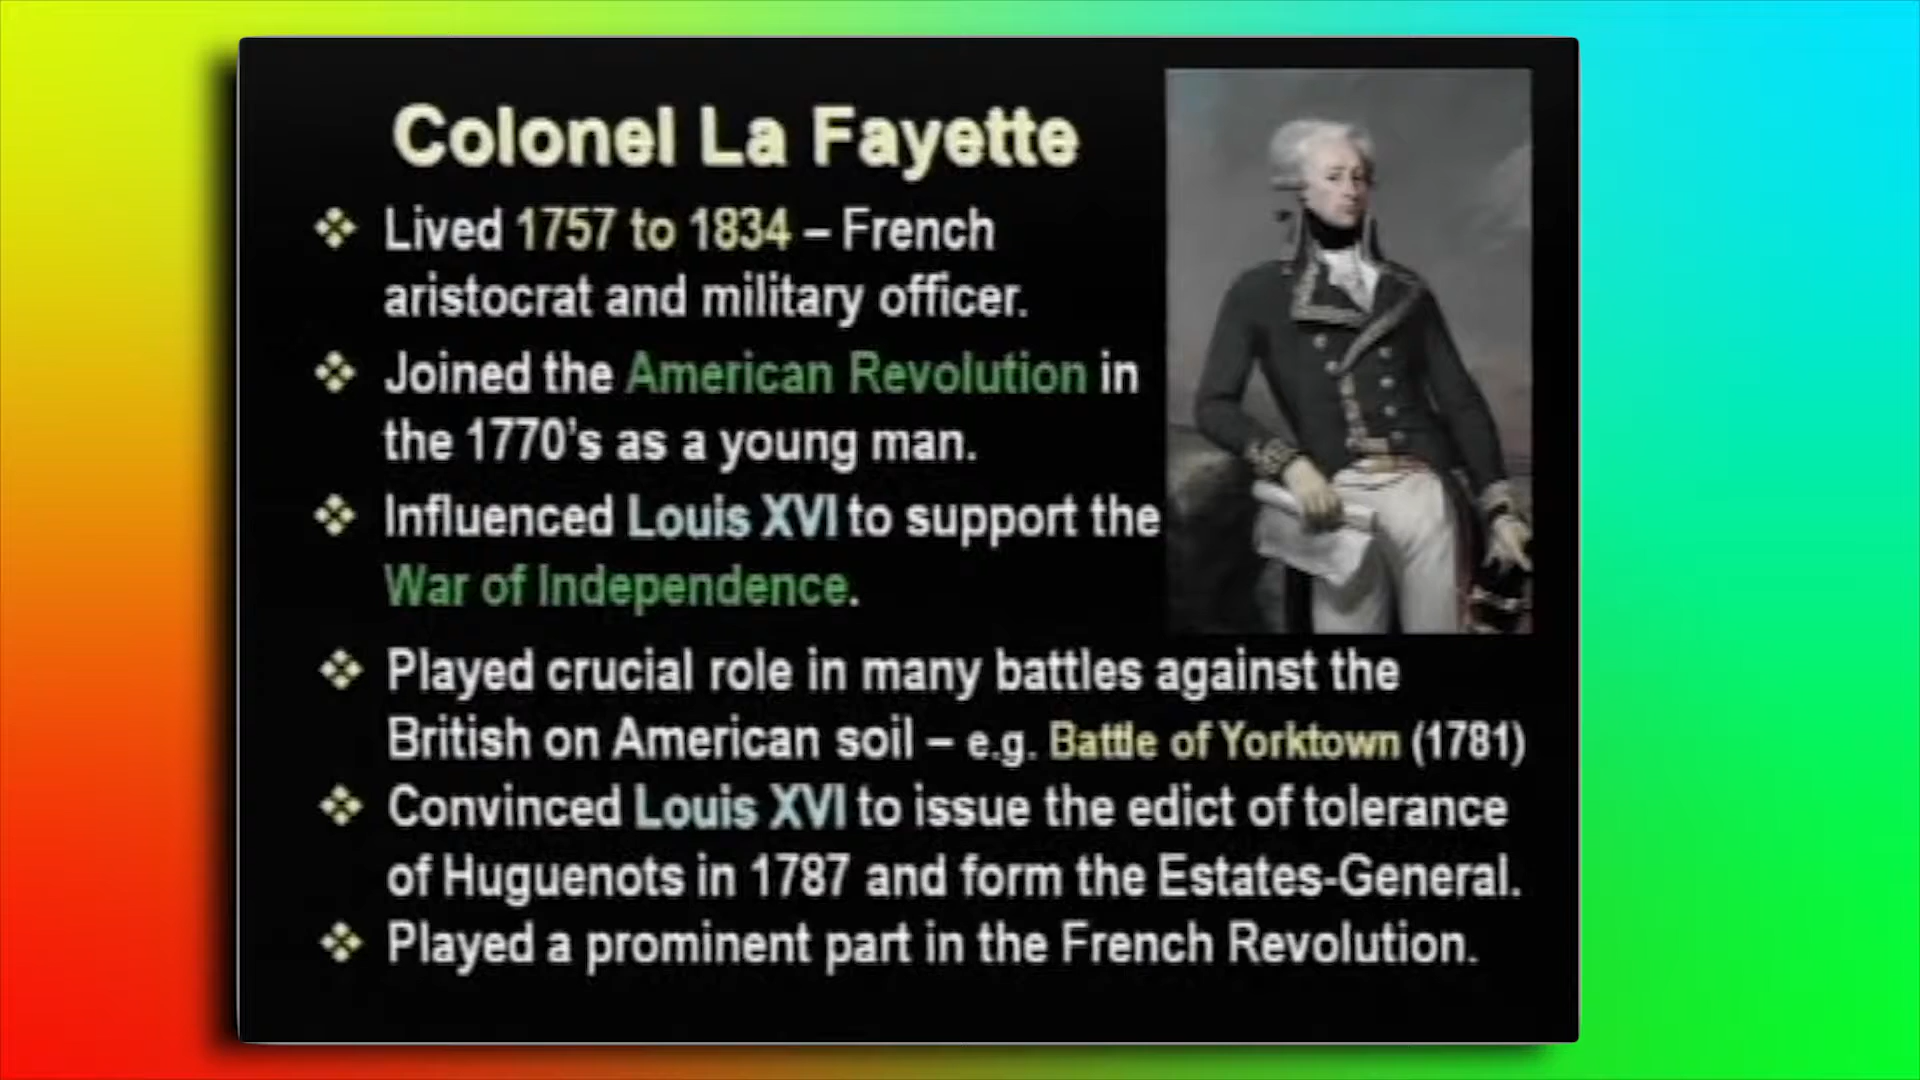 Colonel La Fayette
❖ Lived 1757 to 1834 – French
aristocrat and military officer.
❖ Joined the American Revolution in
the 1770's as a young man.
❖ Influenced Louis XVI to support the
War of Independence.
❖ Played crucial role in many battles against the
British on American soil – e.g. Battle of Yorktown (1781)
❖ Convinced Louis XVI to issue the edict of tolerance
of Huguenots in 1787 and form the Estates-General.
❖ Played a prominent part in the French Revolution.